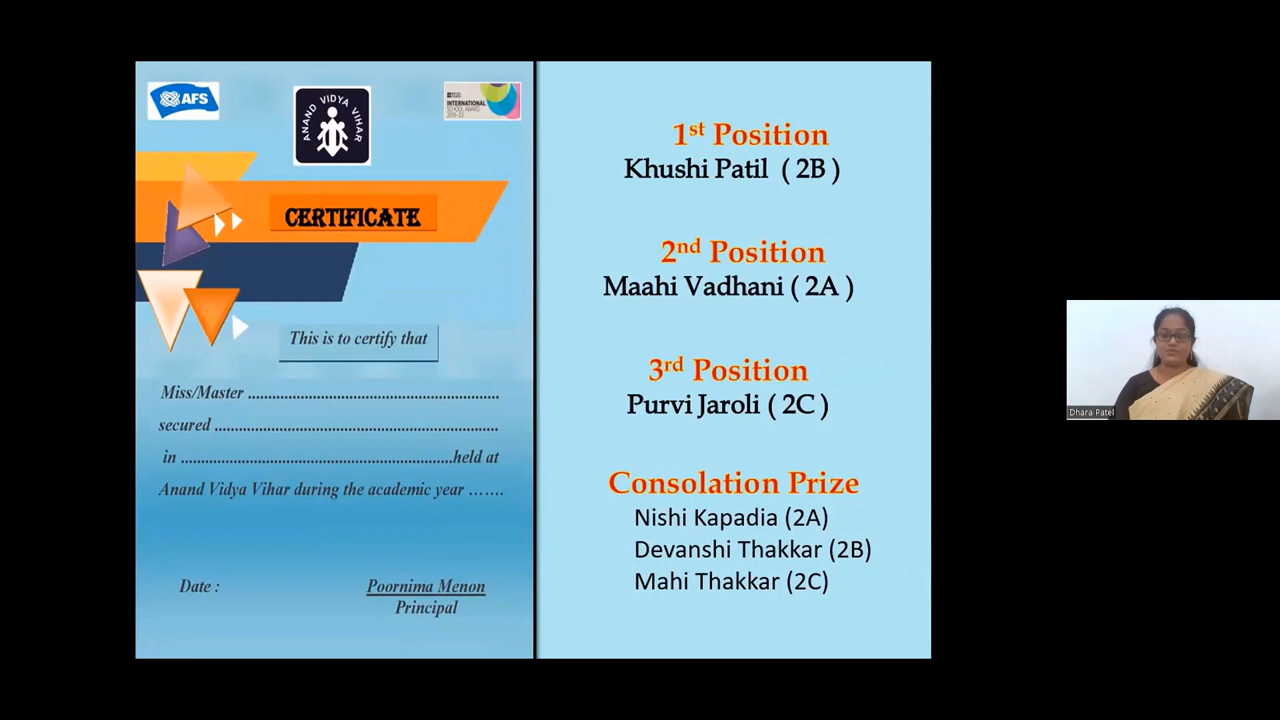 AFS
ANAND VIDYA VIHAR
INTERNATIONAL
SCHOOL AWARD
CERTIFICATE
This is to certify that
Miss/Master ..........................................................
secured ..................................................................
in ...............................................................held at
Anand Vidya Vihar during the academic year …….
Date :
Poornima Menon
Principal
1st Position
Khushi Patil ( 2B )
2nd Position
Maahi Vadhani ( 2A )
3rd Position
Purvi Jaroli ( 2C )
Consolation Prize
Nishi Kapadia (2A)
Devanshi Thakkar (2B)
Mahi Thakkar (2C)
Dhara Patel